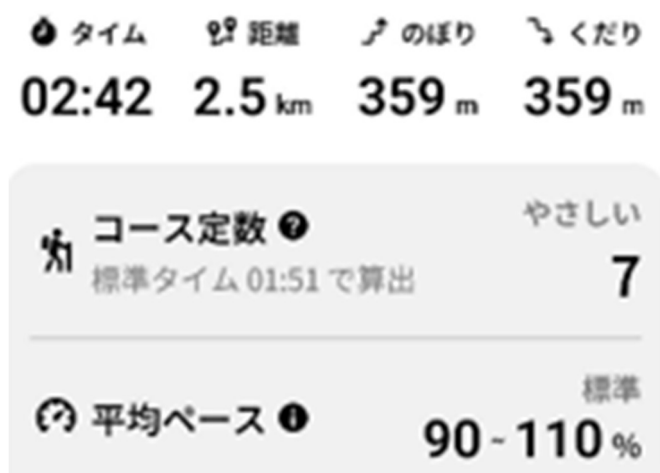 タイム 距離 のぼり くだり
02:42 2.5 km 359 m 359 m
コース定数 ? やさしい
標準タイム 01:51 で算出 7
平均ペース i 標準
90 ~ 110 %